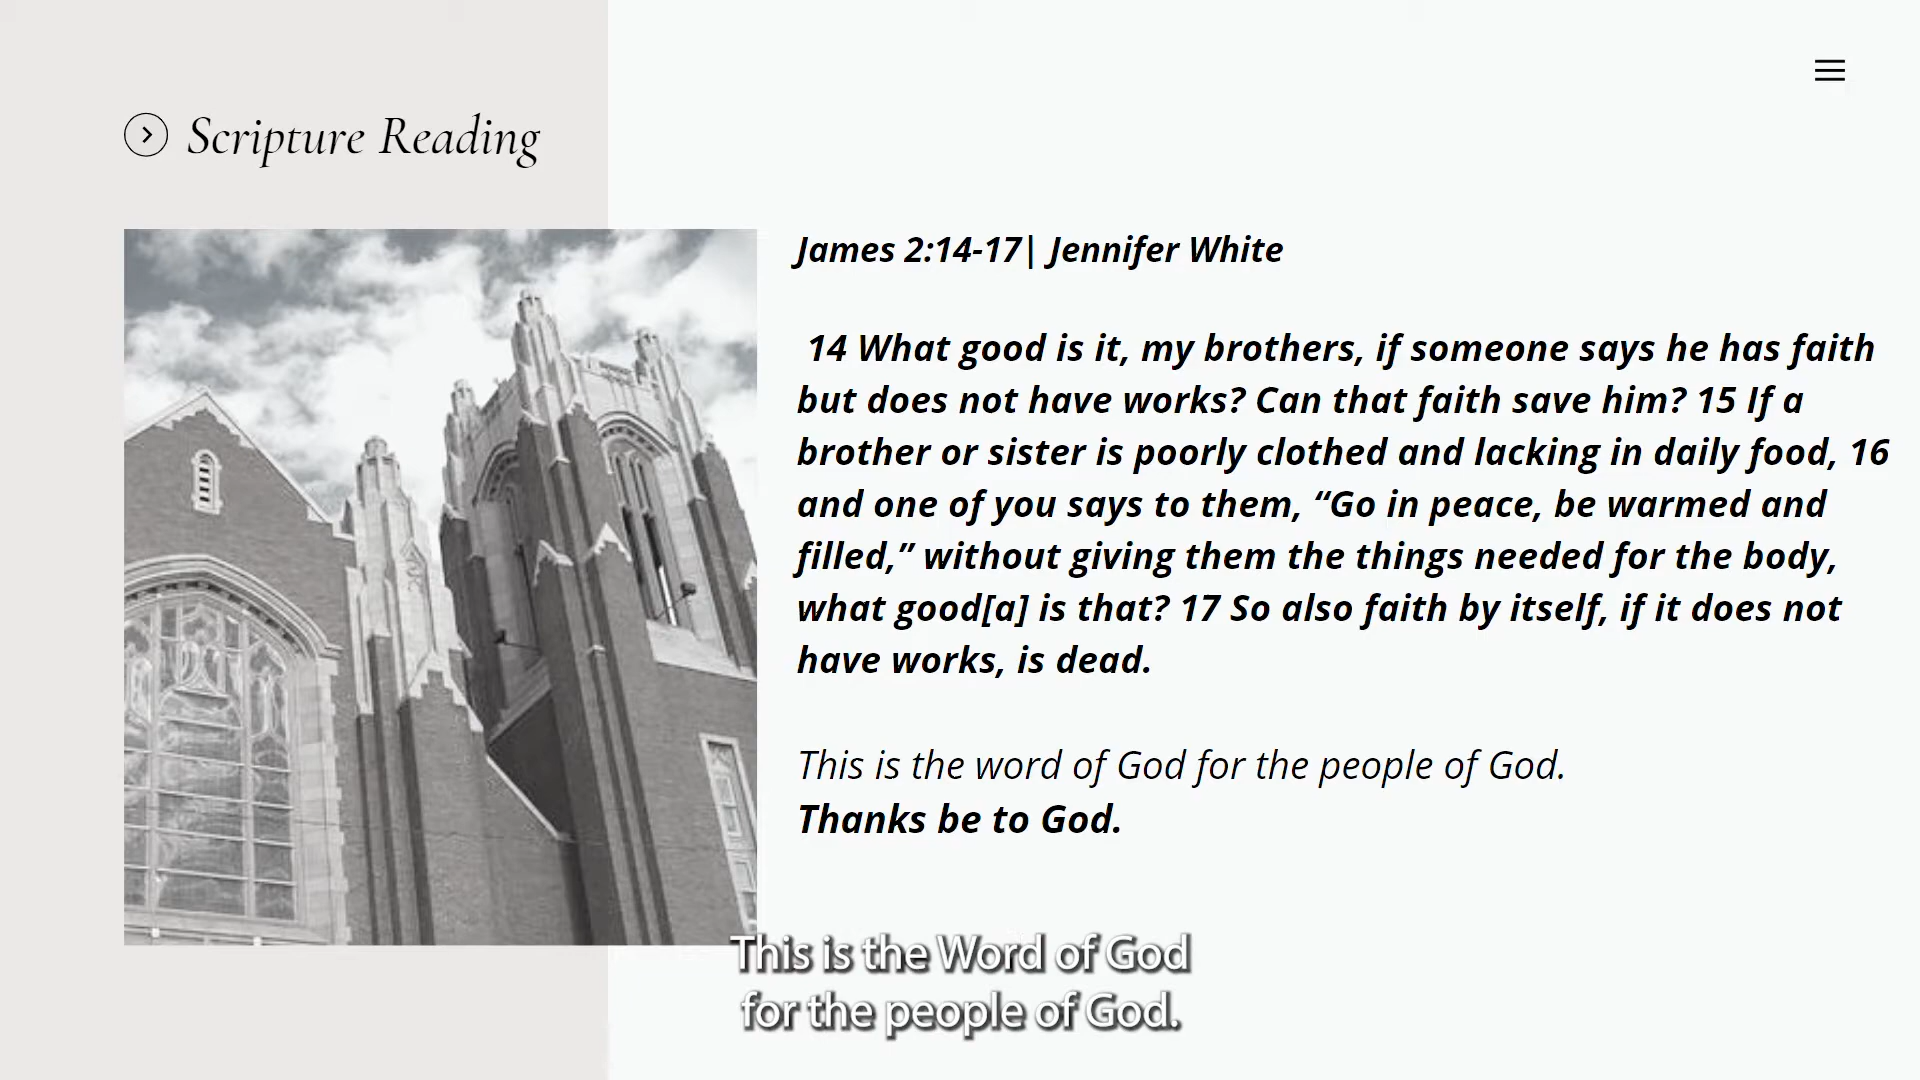 Scripture Reading
James 2:14-17| Jennifer White
14 What good is it, my brothers, if someone says he has faith
but does not have works? Can that faith save him? 15 If a
brother or sister is poorly clothed and lacking in daily food, 16
and one of you says to them, “Go in peace, be warmed and
filled,” without giving them the things needed for the body,
what good[a] is that? 17 So also faith by itself, if it does not
have works, is dead.
This is the word of God for the people of God.
Thanks be to God.
This is the Word of God
for the people of God.